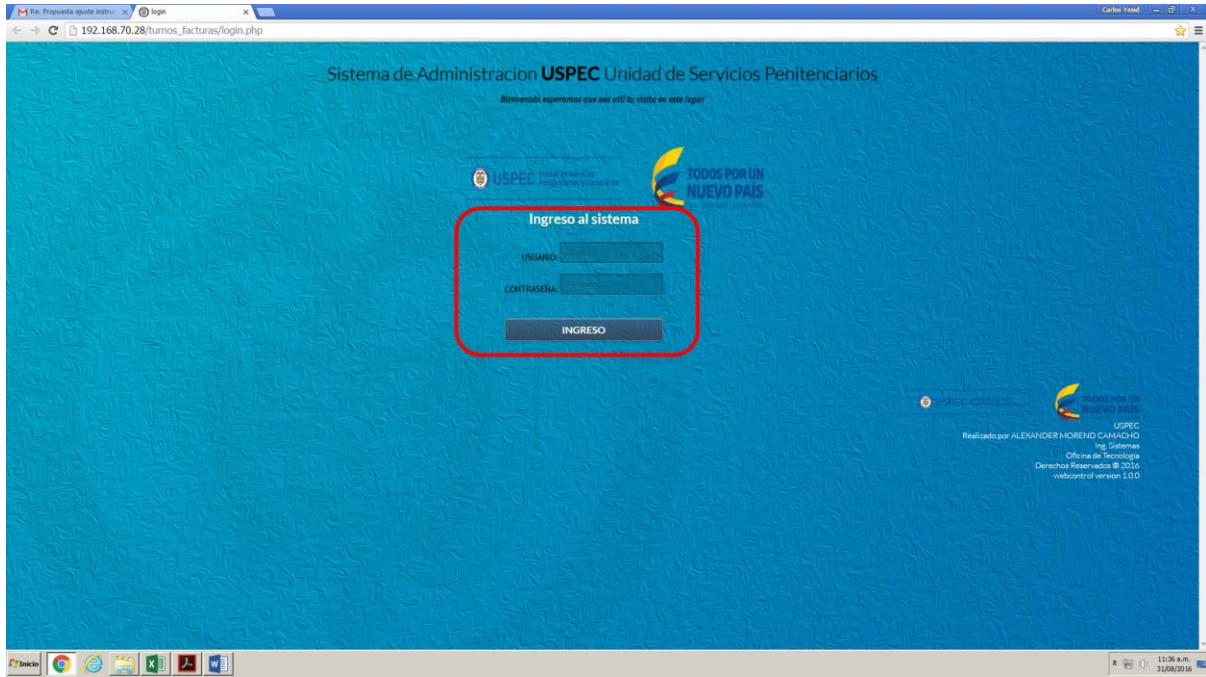 Re: Propuesta ajuste instru
login
Carlos Yesid
192.168.70.28/turnos_facturas/login.php
Sistema de Administracion USPEC Unidad de Servicios Penitenciarios
Bienvenido esperamos que sea util tu visita en este lugar
USPEC
TODOS POR UN
NUEVO PAÍS
Ingreso al sistema
USUARIO:
CONTRASEÑA:
INGRESO
USPEC
TODOS POR UN
NUEVO PAÍS
USPEC
Realizado por ALEXANDER MORENO CAMACHO
Ing. Sistemas
Oficina de Tecnología
Derechos Reservados ® 2016
webcontrol version 1.0.0
Inicio
11:36 a.m.
31/08/2016